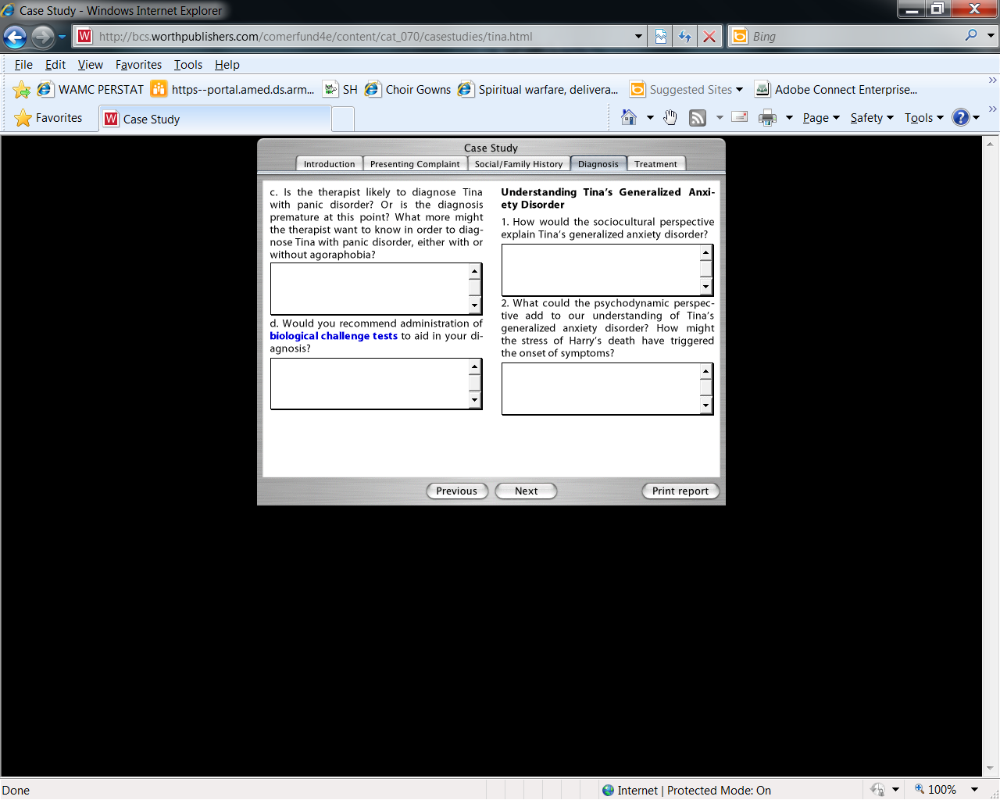 Case Study - Windows Internet Explorer
http://bcs.worthpublishers.com/comerfund4e/content/cat_070/casestudies/tina.html
Bing
File Edit View Favorites Tools Help
WAMC PERSTAT https--portal.amed.ds.arm... SH Choir Gowns Spiritual warfare, delivera... Suggested Sites Adobe Connect Enterprise...
Favorites Case Study Page Safety Tools
Case Study
Introduction Presenting Complaint Social/Family History Diagnosis Treatment
c. Is the therapist likely to diagnose Tina
with panic disorder? Or is the diagnosis
premature at this point? What more might
the therapist want to know in order to diag-
nose Tina with panic disorder, either with or
without agoraphobia?
d. Would you recommend administration of
biological challenge tests to aid in your di-
agnosis?
Understanding Tina's Generalized Anxi-
ety Disorder
1. How would the sociocultural perspective
explain Tina's generalized anxiety disorder?
2. What could the psychodynamic perspec-
tive add to our understanding of Tina's
generalized anxiety disorder? How might
the stress of Harry's death have triggered
the onset of symptoms?
Previous Next Print report
Done Internet | Protected Mode: On 100%